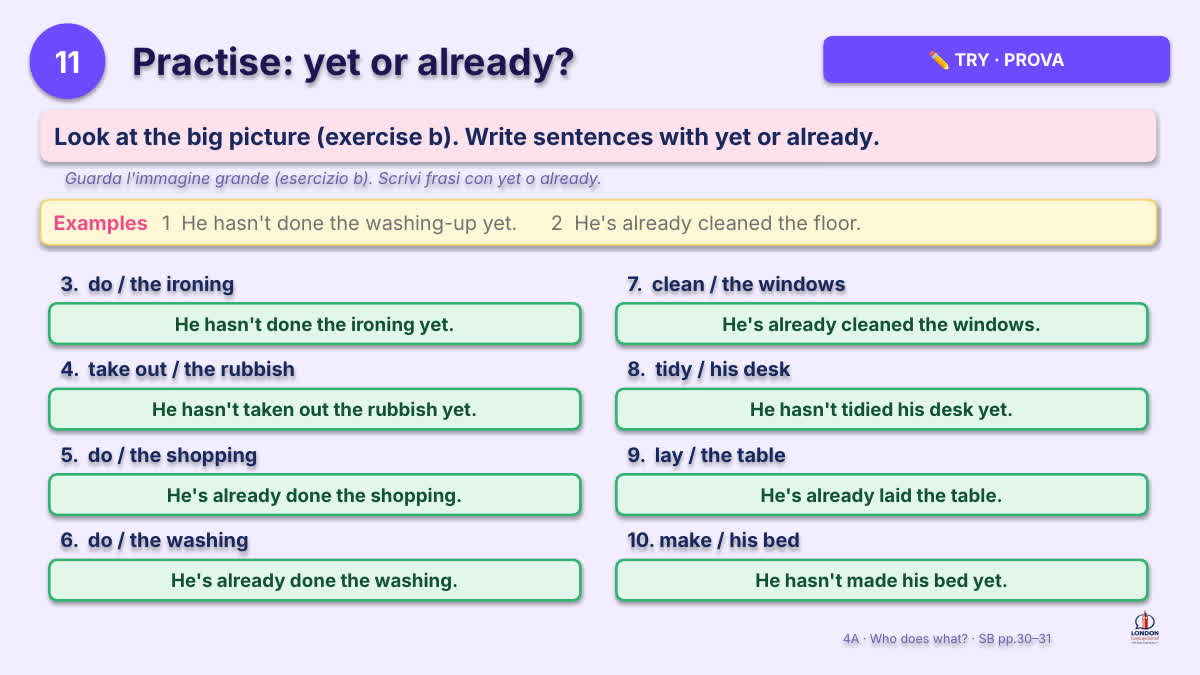 11
Practise: yet or already?
✏️ TRY · PROVA
Look at the big picture (exercise b). Write sentences with yet or already.
Guarda l'immagine grande (esercizio b). Scrivi frasi con yet o already.
Examples 1 He hasn't done the washing-up yet. 2 He's already cleaned the floor.
3. do / the ironing
He hasn't done the ironing yet.
4. take out / the rubbish
He hasn't taken out the rubbish yet.
5. do / the shopping
He's already done the shopping.
6. do / the washing
He's already done the washing.
7. clean / the windows
He's already cleaned the windows.
8. tidy / his desk
He hasn't tidied his desk yet.
9. lay / the table
He's already laid the table.
10. make / his bed
He hasn't made his bed yet.
4A · Who does what? · SB pp.30–31
LONDON